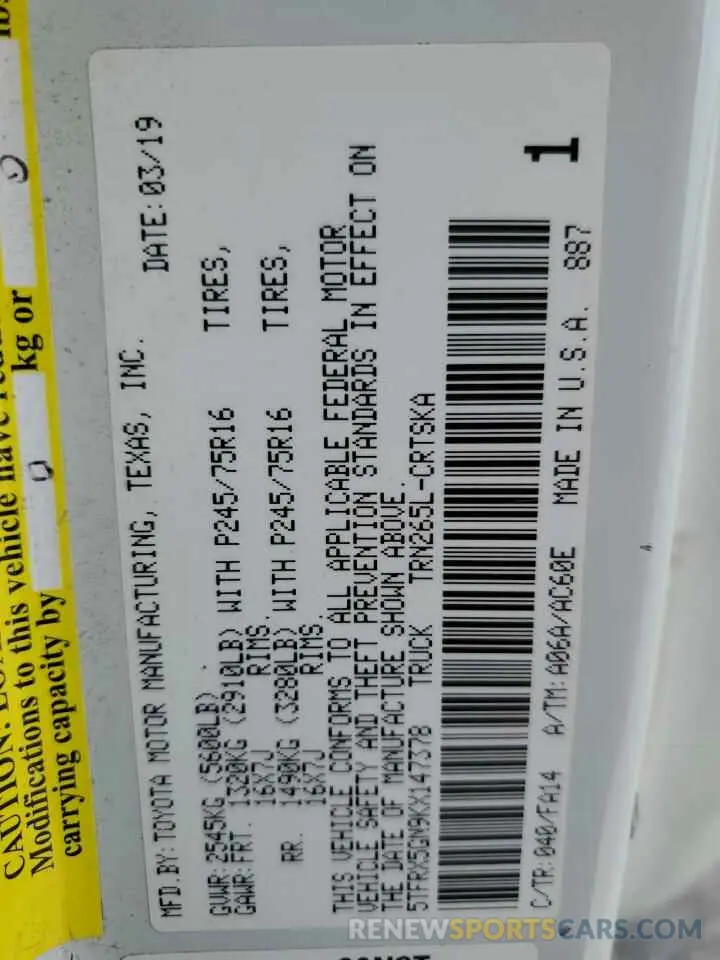 CAUTION:
Modifications to this vehicle have
carrying capacity by 0 kg or 0 lb
MFD.BY:TOYOTA MOTOR MANUFACTURING, TEXAS, INC. DATE:03/19
GVWR:2545KG (5600LB)
GAWR:FRT. 1320KG (2910LB) WITH P245/75R16 TIRES,
16X7J RIMS.
RR. 1490KG (3280LB) WITH P245/75R16 TIRES,
16X7J RIMS.
THIS VEHICLE CONFORMS TO ALL APPLICABLE FEDERAL MOTOR
VEHICLE SAFETY AND THEFT PREVENTION STANDARDS IN EFFECT ON
THE DATE OF MANUFACTURE SHOWN ABOVE.
5TFRX5GN9KX147378 TRUCK TRN265L-CRTSKA
1
C/TR:040/FA14 A/TM:A06A/AC60E MADE IN U.S.A. 887
RENEWSPORTSCARS.COM